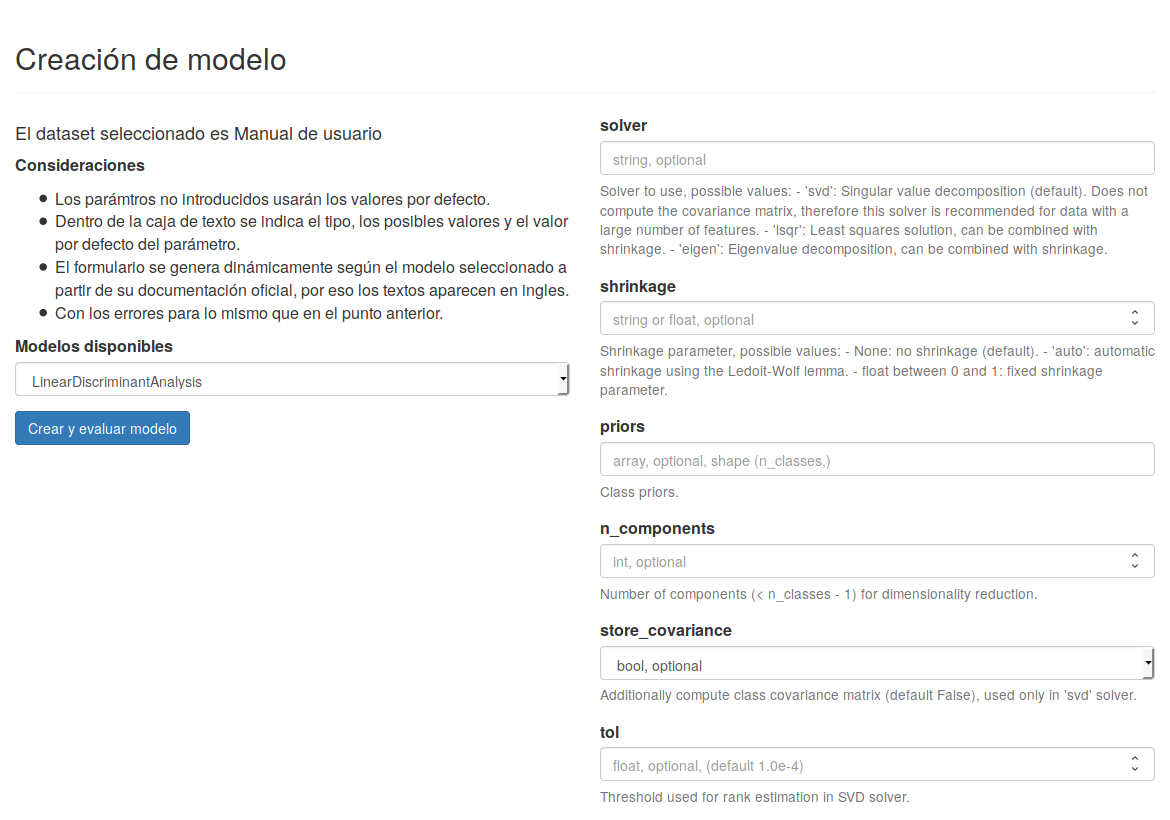 Creación de modelo
El dataset seleccionado es Manual de usuario
Consideraciones
Los parámtros no introducidos usarán los valores por defecto.
Dentro de la caja de texto se indica el tipo, los posibles valores y el valor
por defecto del parámetro.
El formulario se genera dinámicamente según el modelo seleccionado a
partir de su documentación oficial, por eso los textos aparecen en ingles.
Con los errores para lo mismo que en el punto anterior.
Modelos disponibles
LinearDiscriminantAnalysis
Crear y evaluar modelo
solver
string, optional
Solver to use, possible values: - 'svd': Singular value decomposition (default). Does not
compute the covariance matrix, therefore this solver is recommended for data with a
large number of features. - 'lsqr': Least squares solution, can be combined with
shrinkage. - 'eigen': Eigenvalue decomposition, can be combined with shrinkage.
shrinkage
string or float, optional
Shrinkage parameter, possible values: - None: no shrinkage (default). - 'auto': automatic
shrinkage using the Ledoit-Wolf lemma. - float between 0 and 1: fixed shrinkage
parameter.
priors
array, optional, shape (n_classes,)
Class priors.
n_components
int, optional
Number of components (< n_classes - 1) for dimensionality reduction.
store_covariance
bool, optional
Additionally compute class covariance matrix (default False), used only in 'svd' solver.
tol
float, optional, (default 1.0e-4)
Threshold used for rank estimation in SVD solver.